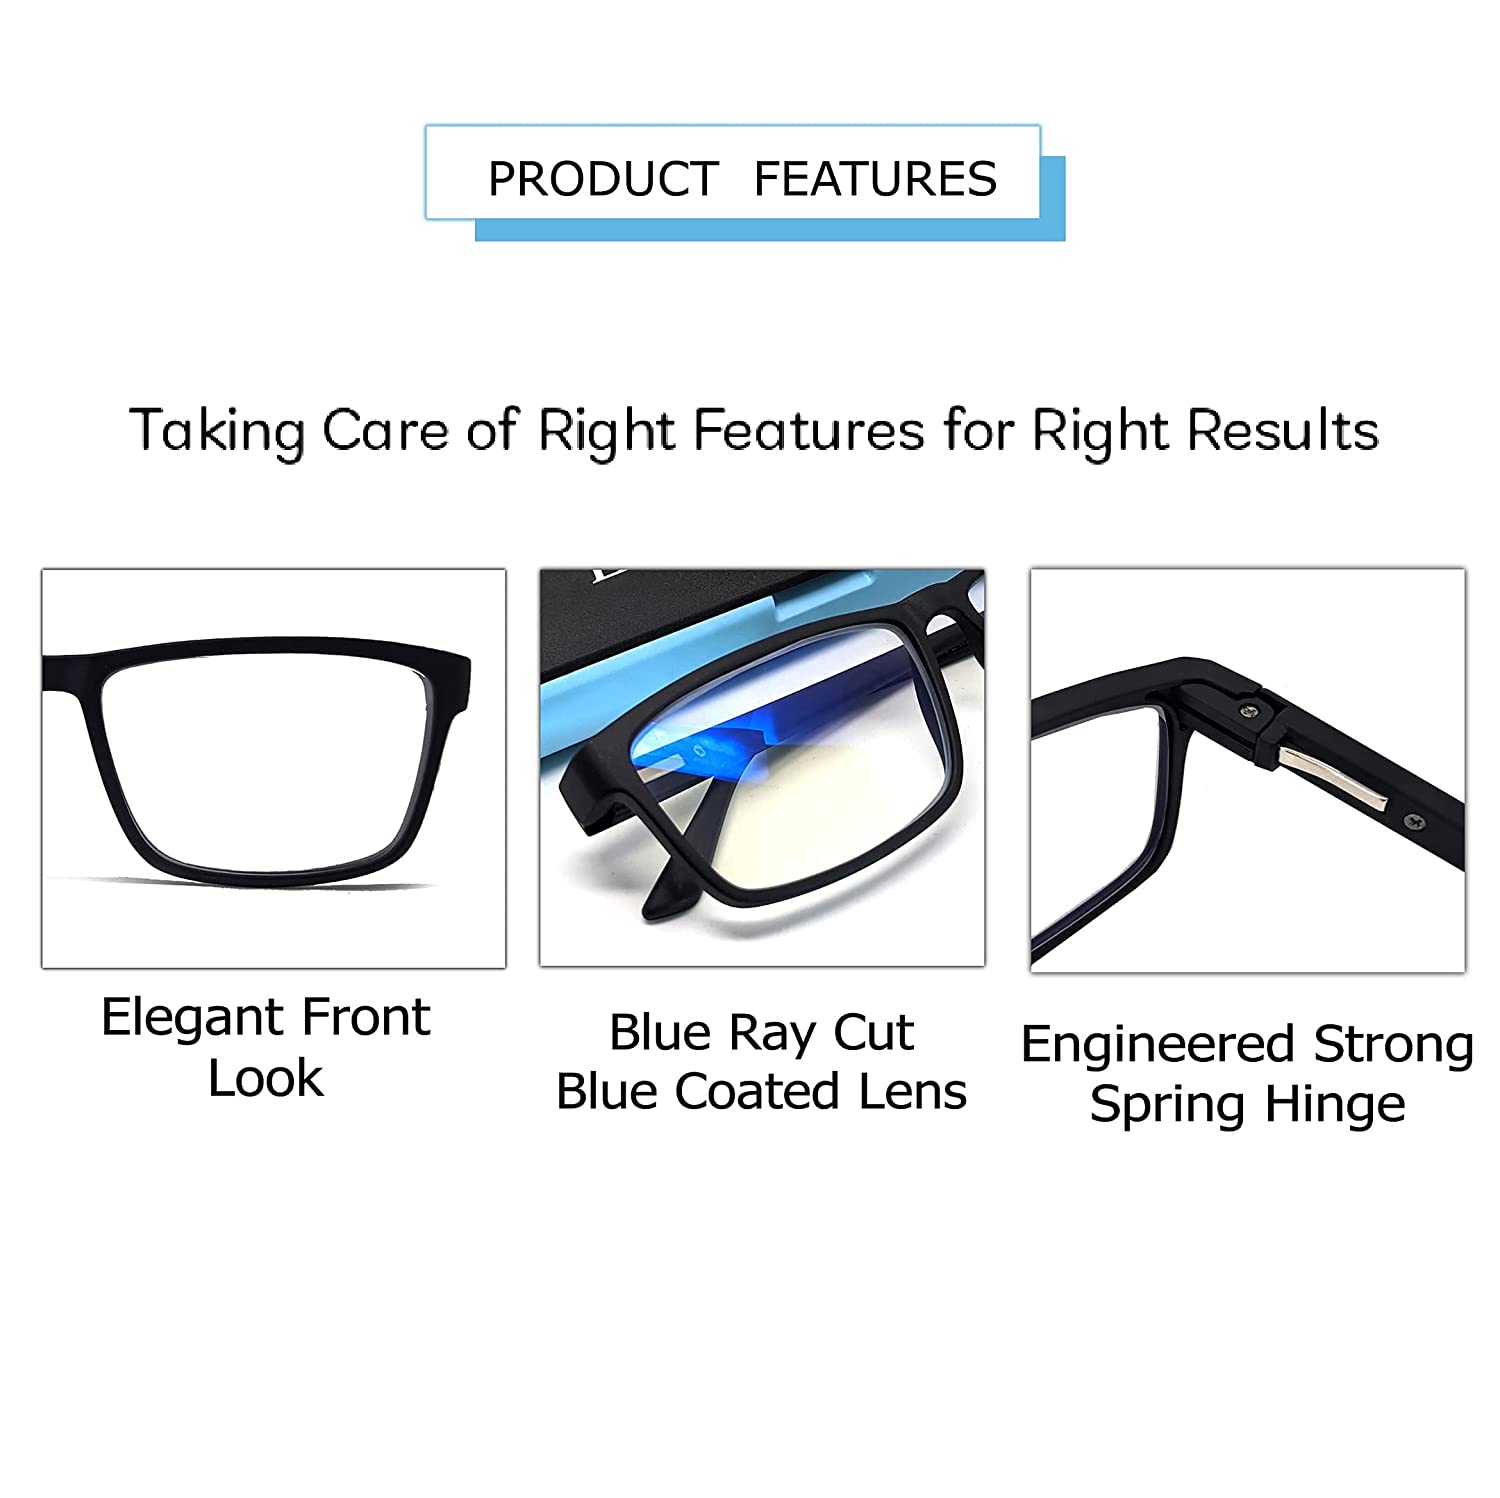 PRODUCT FEATURES
Taking Care of Right Features for Right Results
Elegant Front
Look
Blue Ray Cut
Blue Coated Lens
Engineered Strong
Spring Hinge